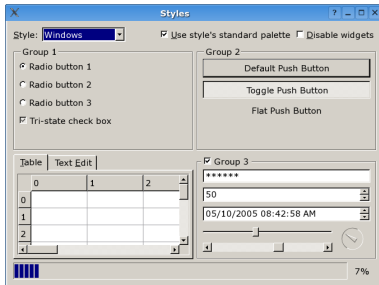 Styles
Style: Windows Use style's standard palette Disable widgets
Group 1
Radio button 1
Radio button 2
Radio button 3
Tri-state check box
Group 2
Default Push Button
Toggle Push Button
Flat Push Button
Table Text Edit
0 1 2
0
1
2
Group 3
******
50
05/10/2005 08:42:58 AM
7%